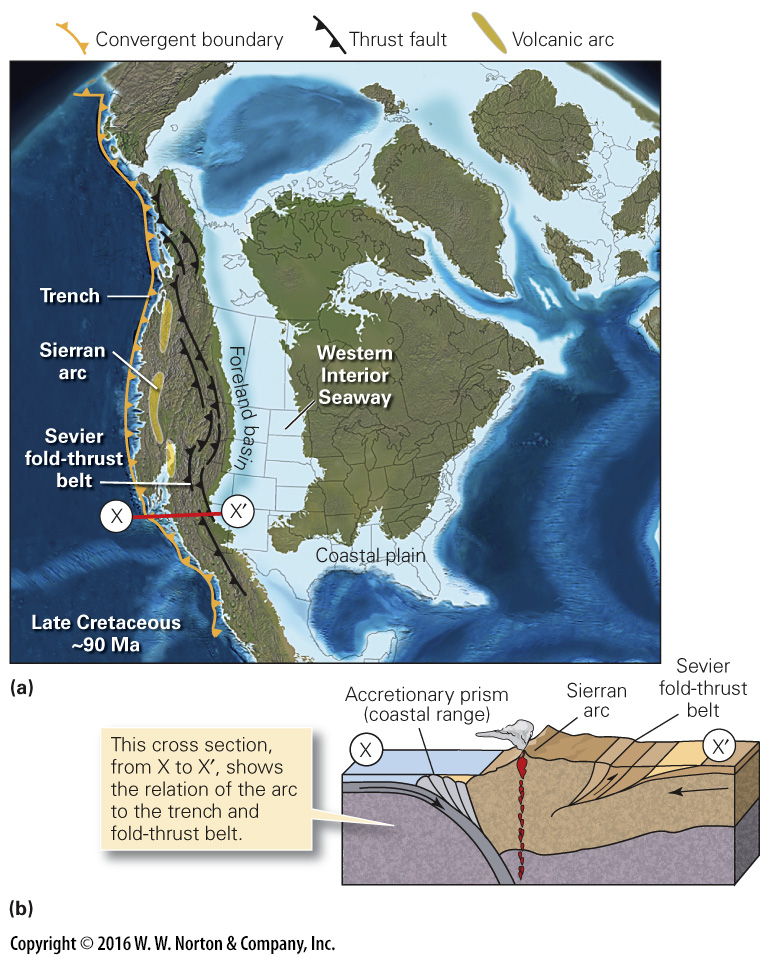 Convergent boundary
Thrust fault
Volcanic arc
Trench
Sierran
arc
Sevier
fold-thrust
belt
Foreland basin
Western
Interior
Seaway
X
X′
Coastal plain
Late Cretaceous
~90 Ma
(a)
Accretionary prism
(coastal range)
Sierran
arc
Sevier
fold-thrust
belt
X
X′
This cross section,
from X to X′, shows
the relation of the arc
to the trench and
fold-thrust belt.
(b)
Copyright © 2016 W. W. Norton & Company, Inc.